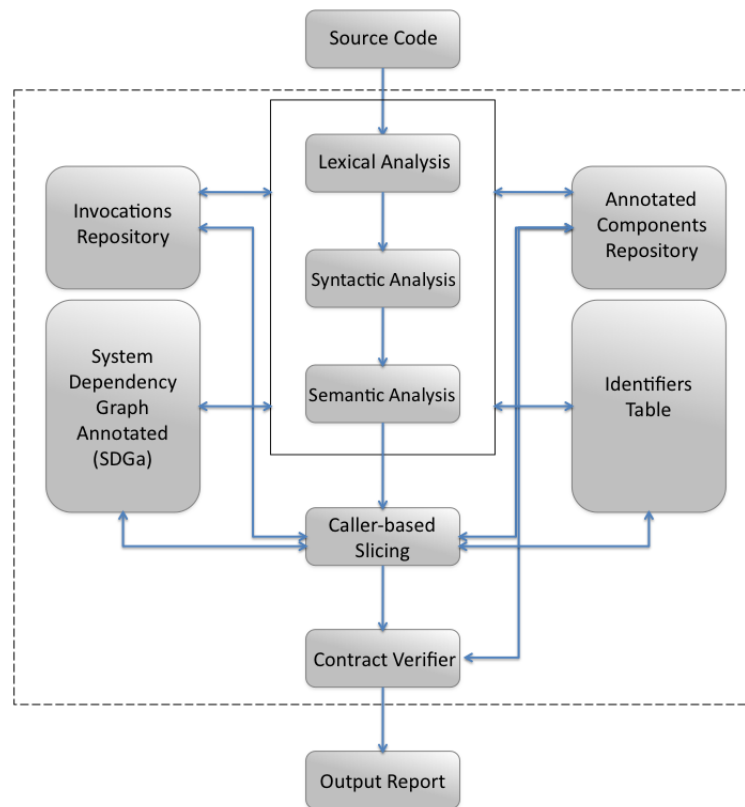 Source Code
Lexical Analysis
Invocations
Repository
Annotated
Components
Repository
Syntactic Analysis
System
Dependency
Graph
Annotated
(SDGa)
Identifiers
Table
Semantic Analysis
Caller-based
Slicing
Contract Verifier
Output Report